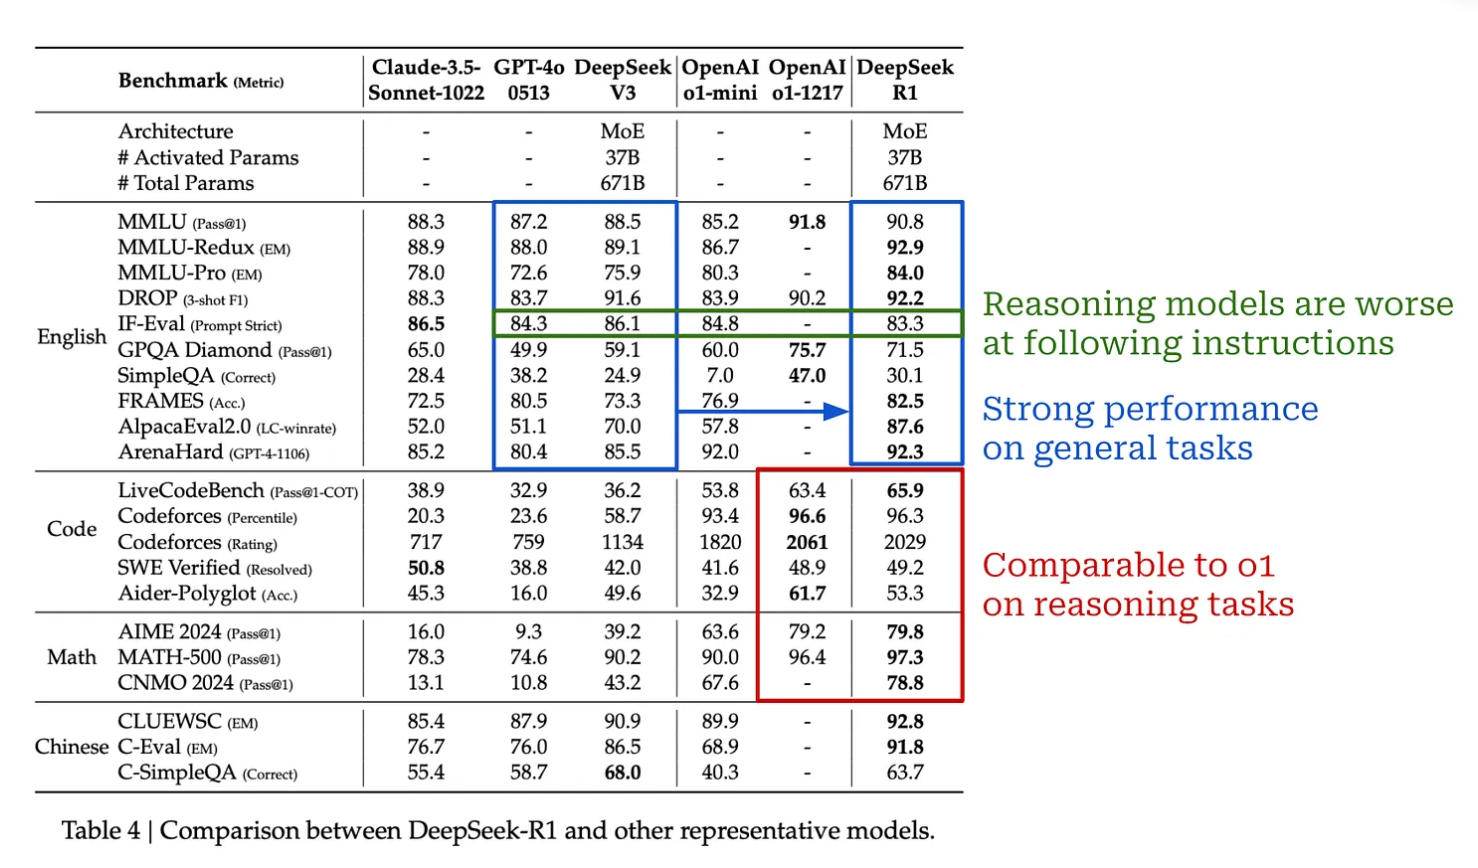 Benchmark (Metric) Claude-3.5-Sonnet-1022 GPT-4o 0513 DeepSeek V3 OpenAI o1-mini OpenAI o1-1217 DeepSeek R1
Architecture - - MoE - - MoE
# Activated Params - - 37B - - 37B
# Total Params - - 671B - - 671B
English
MMLU (Pass@1) 88.3 87.2 88.5 85.2 91.8 90.8
MMLU-Redux (EM) 88.9 88.0 89.1 86.7 - 92.9
MMLU-Pro (EM) 78.0 72.6 75.9 80.3 - 84.0
DROP (3-shot F1) 88.3 83.7 91.6 83.9 90.2 92.2
IF-Eval (Prompt Strict) 86.5 84.3 86.1 84.8 - 83.3
GPQA Diamond (Pass@1) 65.0 49.9 59.1 60.0 75.7 71.5
SimpleQA (Correct) 28.4 38.2 24.9 7.0 47.0 30.1
FRAMES (Acc.) 72.5 80.5 73.3 76.9 - 82.5
AlpacaEval2.0 (LC-winrate) 52.0 51.1 70.0 57.8 - 87.6
ArenaHard (GPT-4-1106) 85.2 80.4 85.5 92.0 - 92.3
Code
LiveCodeBench (Pass@1-COT) 38.9 32.9 36.2 53.8 63.4 65.9
Codeforces (Percentile) 20.3 23.6 58.7 93.4 96.6 96.3
Codeforces (Rating) 717 759 1134 1820 2061 2029
SWE Verified (Resolved) 50.8 38.8 42.0 41.6 48.9 49.2
Aider-Polyglot (Acc.) 45.3 16.0 49.6 32.9 61.7 53.3
Math
AIME 2024 (Pass@1) 16.0 9.3 39.2 63.6 79.2 79.8
MATH-500 (Pass@1) 78.3 74.6 90.2 90.0 96.4 97.3
CNMO 2024 (Pass@1) 13.1 10.8 43.2 67.6 - 78.8
Chinese
CLUEWSC (EM) 85.4 87.9 90.9 89.9 - 92.8
C-Eval (EM) 76.7 76.0 86.5 68.9 - 91.8
C-SimpleQA (Correct) 55.4 58.7 68.0 40.3 - 63.7
Reasoning models are worse
at following instructions
Strong performance
on general tasks
Comparable to o1
on reasoning tasks
Table 4 | Comparison between DeepSeek-R1 and other representative models.